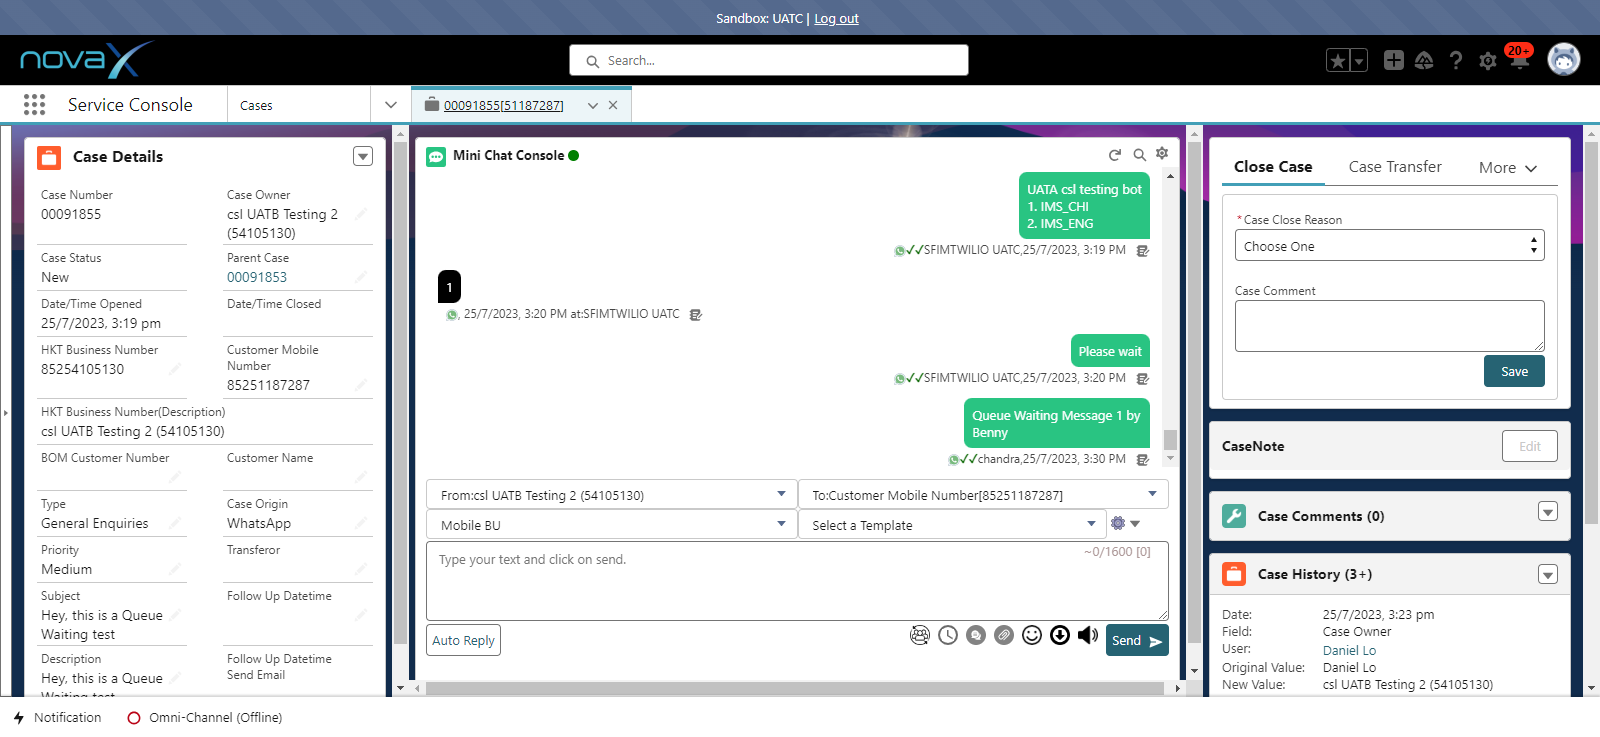 Sandbox: UATC | Log out
novaX
Search...
20+
Service Console
Cases
00091855[51187287]
Case Details
Case Number
00091855
Case Owner
csl UATB Testing 2
(54105130)
Case Status
New
Parent Case
00091853
Date/Time Opened
25/7/2023, 3:19 pm
Date/Time Closed
HKT Business Number
85254105130
Customer Mobile
Number
85251187287
HKT Business Number(Description)
csl UATB Testing 2 (54105130)
BOM Customer Number
Customer Name
Type
General Enquiries
Case Origin
WhatsApp
Priority
Medium
Transferor
Subject
Hey, this is a Queue
Waiting test
Follow Up Datetime
Description
Hey, this is a Queue
Waiting test
Follow Up Datetime
Send Email
Mini Chat Console
UATA csl testing bot
1. IMS_CHI
2. IMS_ENG
SFIMTWILIO UATC,25/7/2023, 3:19 PM
1
, 25/7/2023, 3:20 PM at:SFIMTWILIO UATC
Please wait
SFIMTWILIO UATC,25/7/2023, 3:20 PM
Queue Waiting Message 1 by
Benny
chandra,25/7/2023, 3:30 PM
From:csl UATB Testing 2 (54105130)
To:Customer Mobile Number[85251187287]
Mobile BU
Select a Template
Type your text and click on send.
~0/1600 [0]
Auto Reply
Send
Close Case
Case Transfer
More
*Case Close Reason
Choose One
Case Comment
Save
CaseNote
Edit
Case Comments (0)
Case History (3+)
Date: 25/7/2023, 3:23 pm
Field: Case Owner
User: Daniel Lo
Original Value: Daniel Lo
New Value: csl UATB Testing 2 (54105130)
Notification
Omni-Channel (Offline)